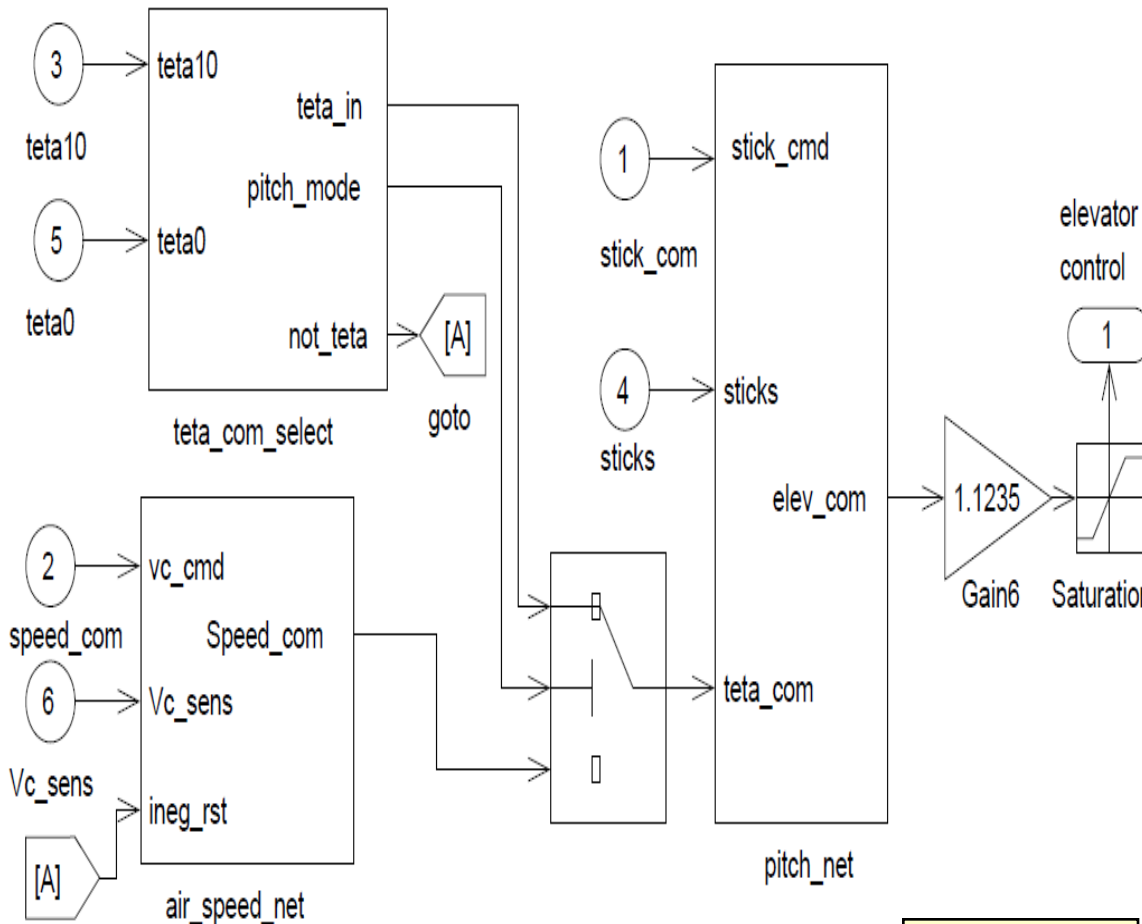 3
teta10
teta10
teta_in
pitch_mode
5
teta0
teta0
not_teta
[A]
goto
teta_com_select
1
stick_cmd
stick_com
4
sticks
sticks
elevator
control
1
elev_com
1.1235
Gain6
Saturation
2
vc_cmd
speed_com
Speed_com
6
Vc_sens
Vc_sens
ineg_rst
[A]
air_speed_net
teta_com
pitch_net